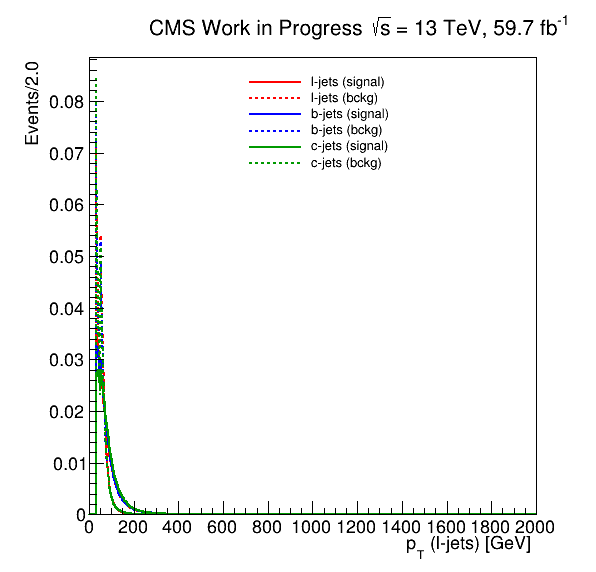 CMS Work in Progress √s = 13 TeV, 59.7 fb⁻¹
Events/2.0
l-jets (signal)
l-jets (bckg)
b-jets (signal)
b-jets (bckg)
c-jets (signal)
c-jets (bckg)
0.08
0.07
0.06
0.05
0.04
0.03
0.02
0.01
0
0 200 400 600 800 1000 1200 1400 1600 1800 2000
p_T (l-jets) [GeV]